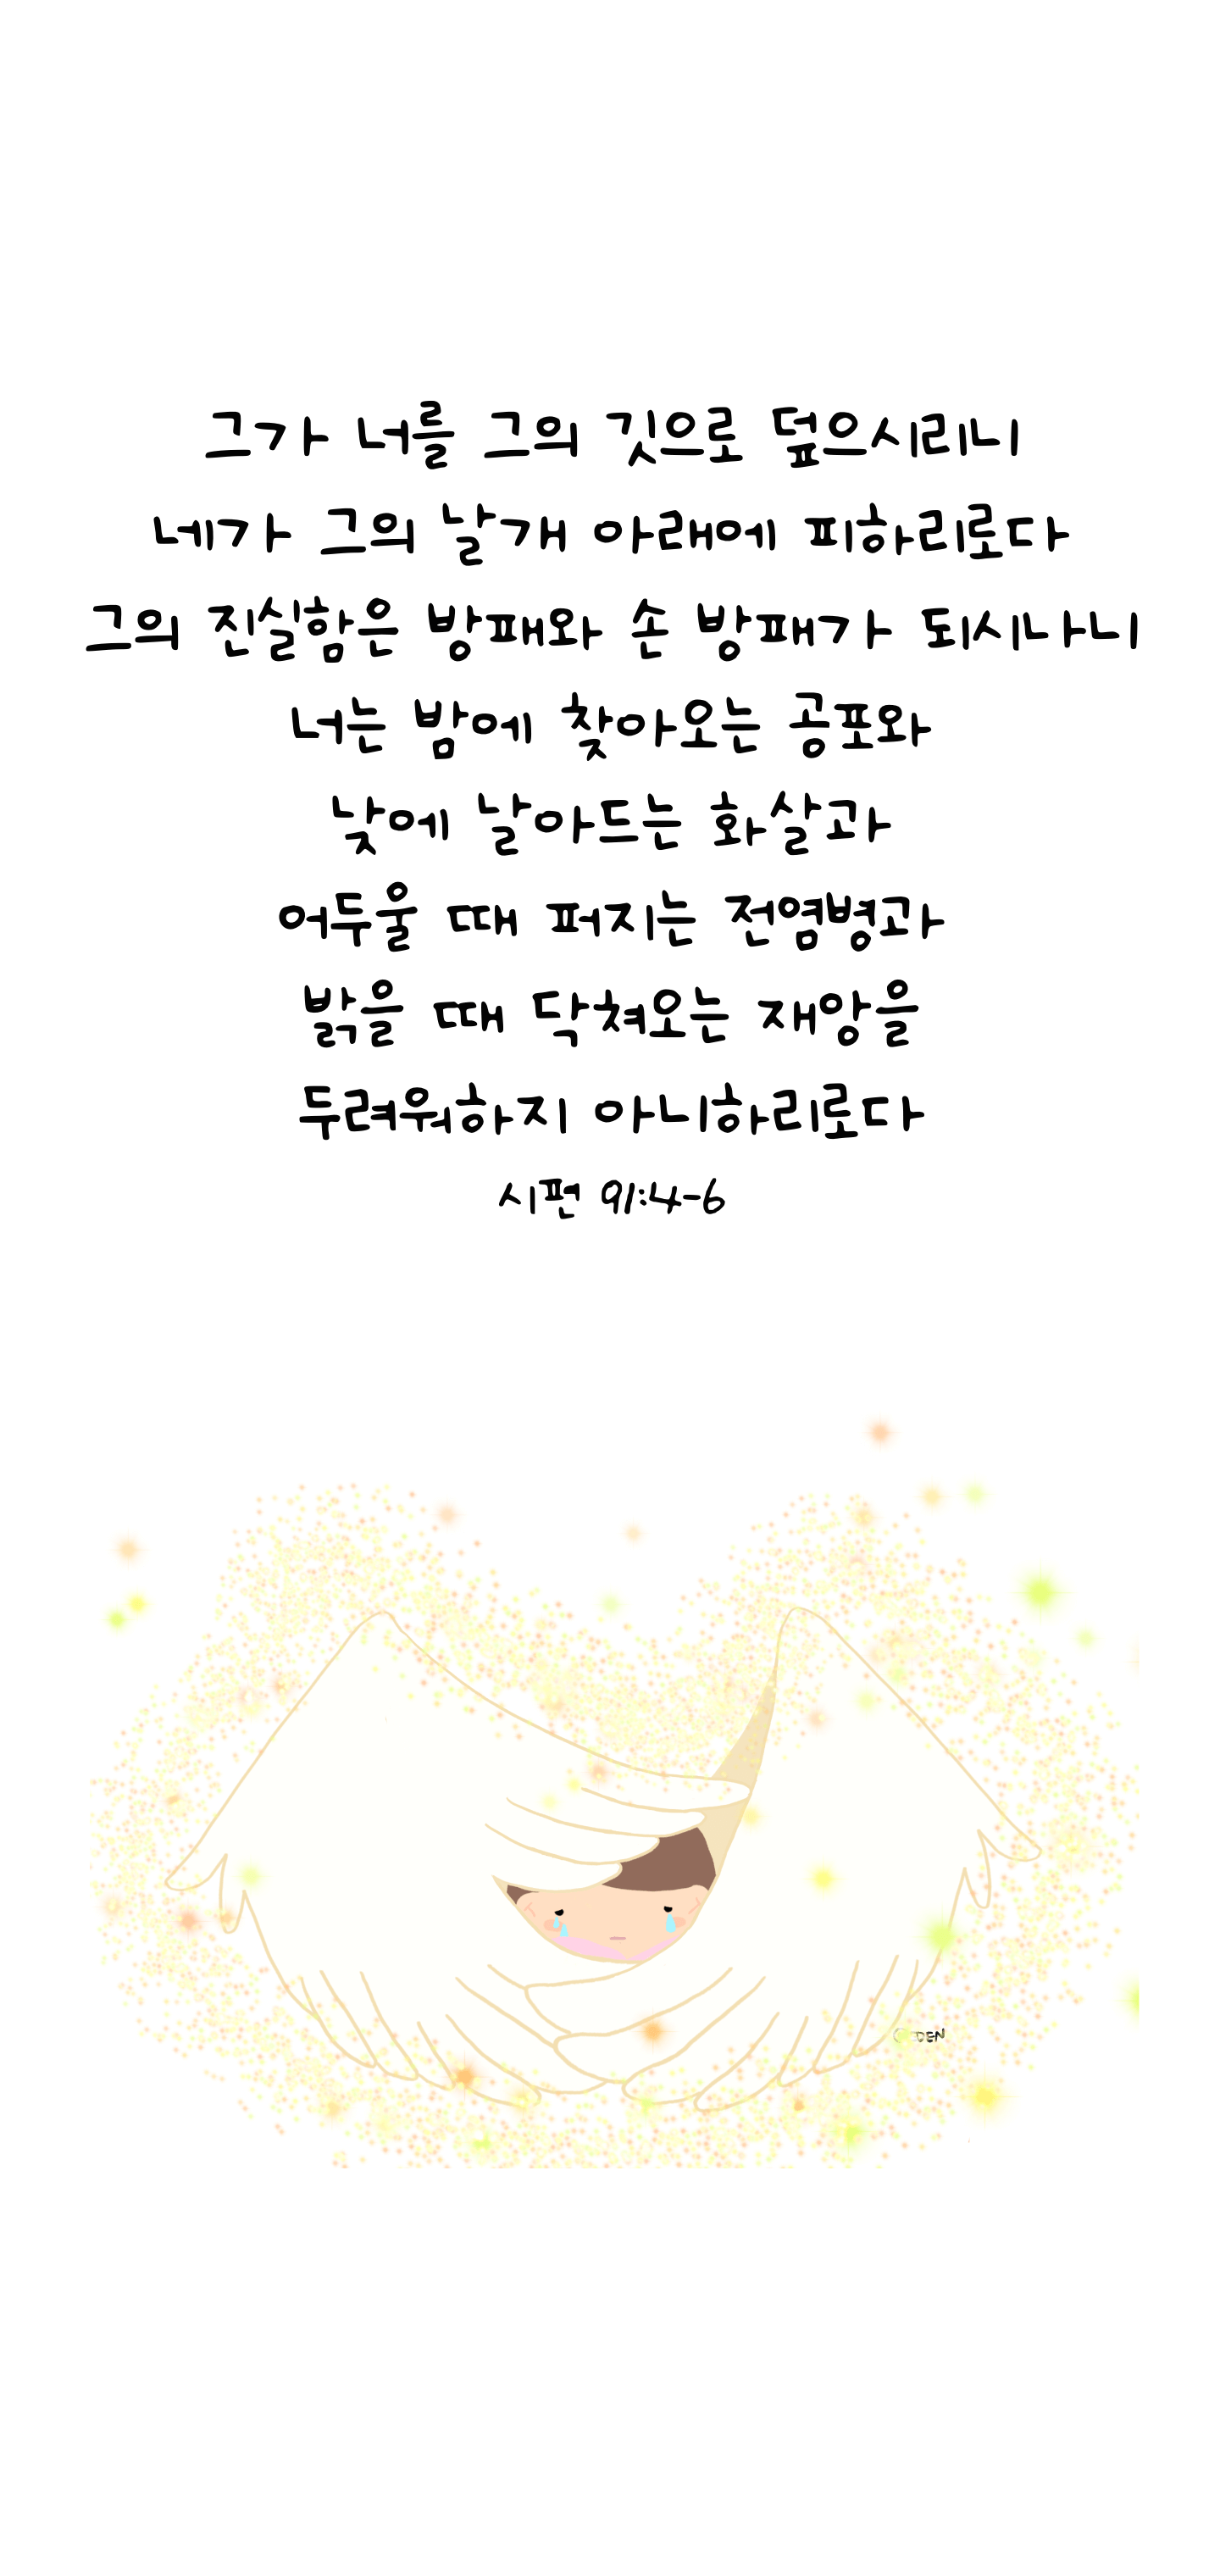 그가 너를 그의 깃으로 덮으시리니
네가 그의 날개 아래에 피하리로다
그의 진실함은 방패와 손 방패가 되시나니
너는 밤에 찾아오는 공포와
낮에 날아드는 화살과
어두울 때 퍼지는 전염병과
밝을 때 닥쳐오는 재앙을
두려워하지 아니하리로다
시편 91:4-6
©EDEN